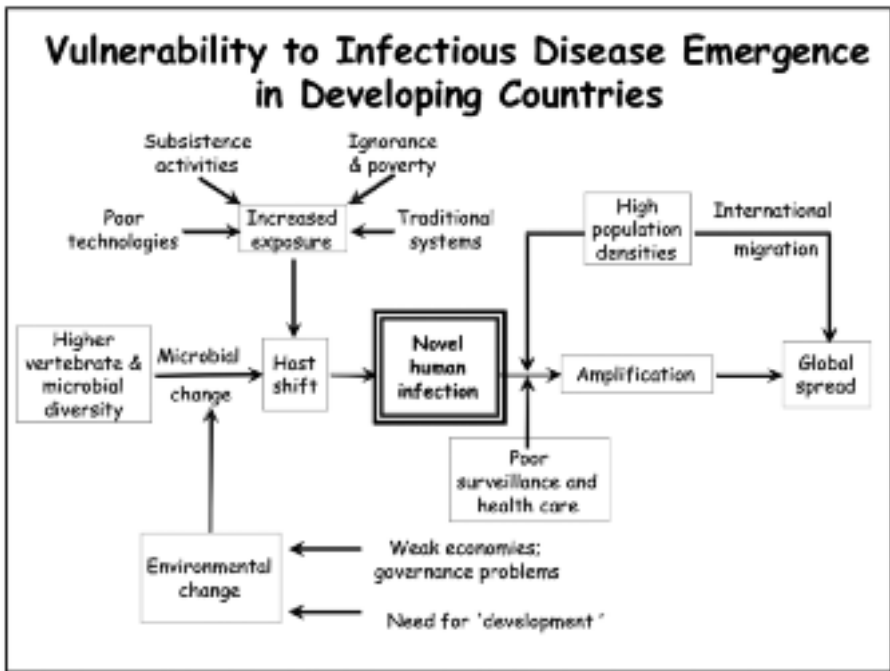 Vulnerability to Infectious Disease Emergence
in Developing Countries
Subsistence
activities
Ignorance
& poverty
Poor
technologies
Increased
exposure
Traditional
systems
High
population
densities
International
migration
Higher
vertebrate &
microbial
diversity
Microbial
change
Host
shift
Novel
human
infection
Amplification
Global
spread
Poor
surveillance and
health care
Environmental
change
Weak economies;
governance problems
Need for 'development'